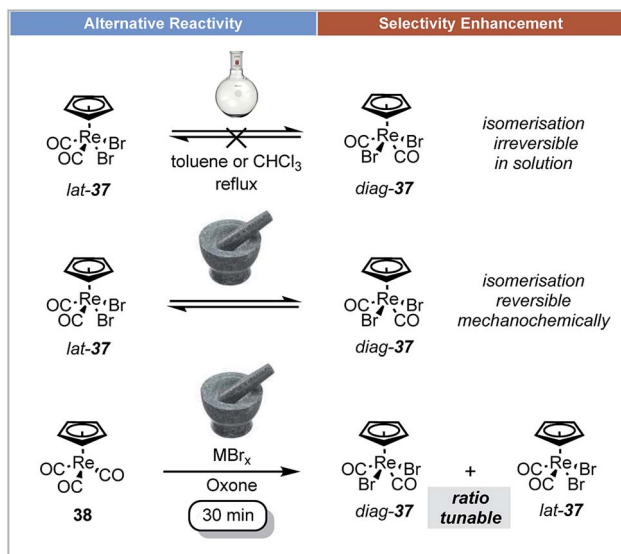 Alternative Reactivity
Selectivity Enhancement
Re
OC
Br
OC Br
lat-37
toluene or CHCl3
reflux
Re
OC
Br
Br CO
diag-37
isomerisation
irreversible
in solution
Re
OC
Br
OC Br
lat-37
Re
OC
Br
Br CO
diag-37
isomerisation
reversible
mechanochemically
Re
OC
CO
OC
38
MBrx
Oxone
30 min
Re
OC
Br
Br CO
diag-37
+
ratio
tunable
Re
OC
Br
OC Br
lat-37